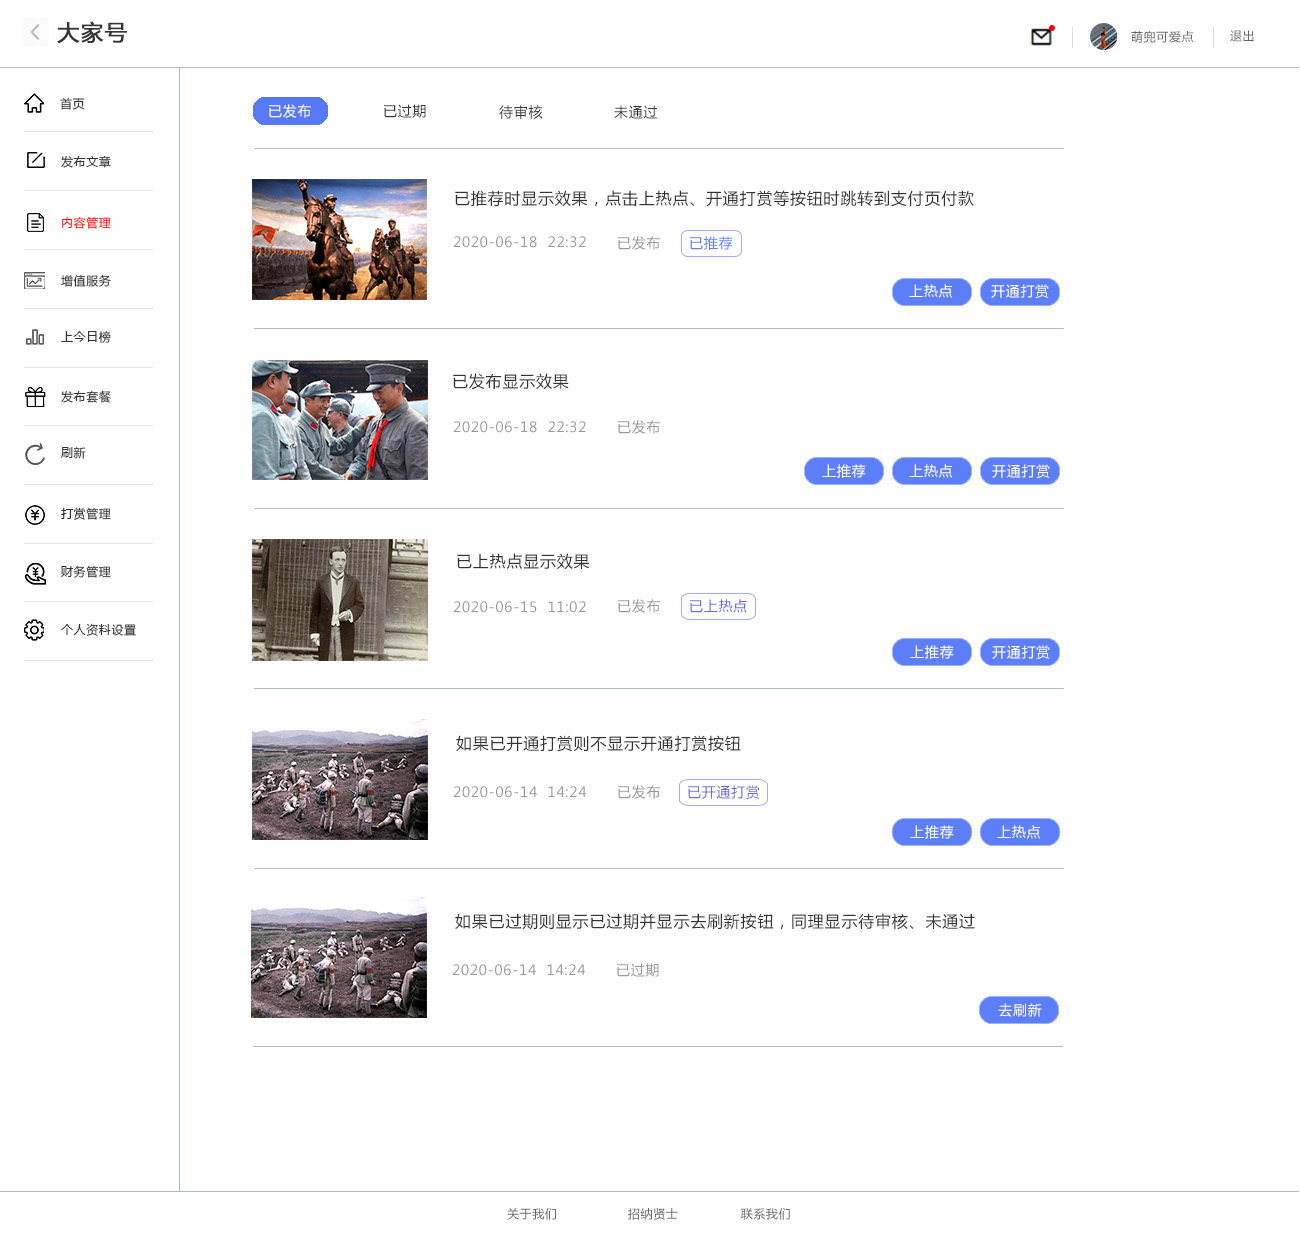 大家号
萌兜可爱点
退出
首页
发布文章
内容管理
增值服务
上今日榜
发布套餐
刷新
打赏管理
财务管理
个人资料设置
已发布 已过期 待审核 未通过
已推荐时显示效果，点击上热点、开通打赏等按钮时跳转到支付页付款
2020-06-18 22:32 已发布 已推荐
上热点 开通打赏
已发布显示效果
2020-06-18 22:32 已发布
上推荐 上热点 开通打赏
已上热点显示效果
2020-06-15 11:02 已发布 已上热点
上推荐 开通打赏
如果已开通打赏则不显示开通打赏按钮
2020-06-14 14:24 已发布 已开通打赏
上推荐 上热点
如果已过期则显示已过期并显示去刷新按钮，同理显示待审核、未通过
2020-06-14 14:24 已过期
去刷新
关于我们 招纳贤士 联系我们